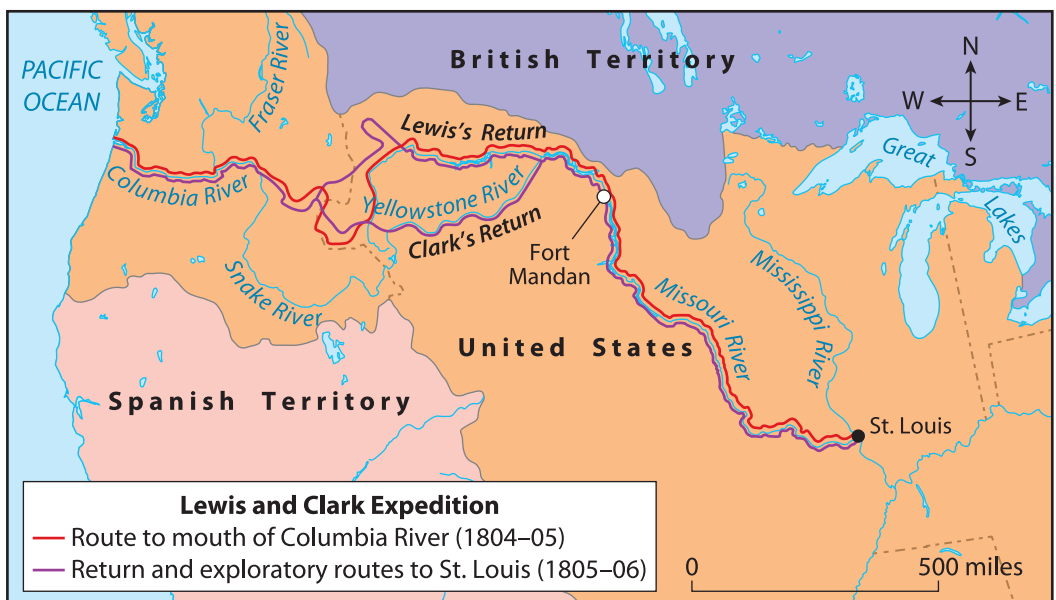 PACIFIC
OCEAN
Fraser River
British Territory
N
W
E
S
Great
Lakes
Lewis's Return
Columbia River
Yellowstone River
Clark's Return
Fort
Mandan
Snake River
Missouri River
Mississippi River
United States
Spanish Territory
St. Louis
Lewis and Clark Expedition
Route to mouth of Columbia River (1804–05)
Return and exploratory routes to St. Louis (1805–06)
0
500 miles